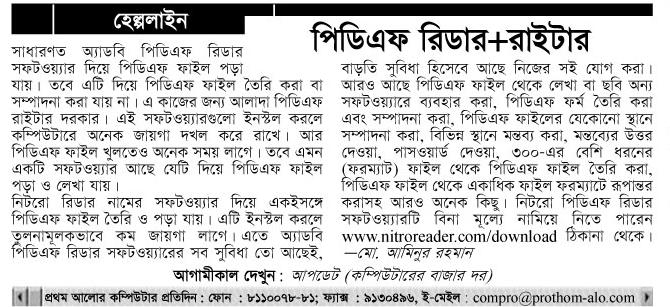 হেল্পলাইন
পিডিএফ রিডার+রাইটার
সাধারণত অ্যাডবি পিডিএফ রিডার
সফটওয়্যার দিয়ে পিডিএফ ফাইল পড়া
যায়। তবে এটি দিয়ে পিডিএফ ফাইল তৈরি করা বা
সম্পাদনা করা যায় না। এ কাজের জন্য আলাদা পিডিএফ
রাইটার দরকার। এই সফটওয়্যারগুলো ইনস্টল করলে
কম্পিউটারে অনেক জায়গা দখল করে রাখে। আর
পিডিএফ ফাইল খুলতেও অনেক সময় লাগে। তবে এমন
একটি সফটওয়্যার আছে যেটি দিয়ে পিডিএফ ফাইল
পড়া ও লেখা যায়।
নিটরো রিডার নামের সফটওয়্যার দিয়ে একইসঙ্গে
পিডিএফ ফাইল তৈরি ও পড়া যায়। এটি ইনস্টল করলে
তুলনামূলকভাবে কম জায়গা লাগে। এতে অ্যাডবি
পিডিএফ রিডার সফটওয়্যারের সব সুবিধা তো আছেই,
বাড়তি সুবিধা হিসেবে আছে নিজের সই যোগ করা।
আরও আছে পিডিএফ ফাইল থেকে লেখা বা ছবি অন্য
সফটওয়্যারে ব্যবহার করা, পিডিএফ ফর্ম তৈরি করা
এবং সম্পাদনা করা, পিডিএফ ফাইলের যেকোনো স্থানে
সম্পাদনা করা, বিভিন্ন স্থানে মন্তব্য করা, মন্তব্যের উত্তর
দেওয়া, পাসওয়ার্ড দেওয়া, ৩০০-এর বেশি ধরনের
(ফরম্যাট) ফাইল থেকে পিডিএফ ফাইল তৈরি করা,
পিডিএফ ফাইল থেকে একাধিক ফাইল ফরম্যাটে রূপান্তর
করাসহ আরও অনেক কিছু। নিটরো পিডিএফ রিডার
সফটওয়্যারটি বিনা মূল্যে নামিয়ে নিতে পারেন
www.nitroreader.com/download ঠিকানা থেকে।
—মো. আমিনুর রহমান
আগামীকাল দেখুন : আপডেট (কম্পিউটারের বাজার দর)
প্রথম আলোর কম্পিউটার প্রতিদিন : ফোন : ৮১১০০৭৮-৮১; ফ্যাক্স : ৯১৩০৪৯৬, ই-মেইল : compro@prothom-alo.com